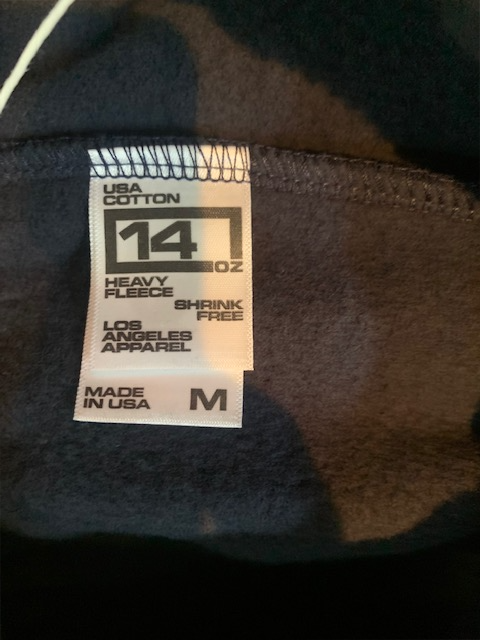 USA
COTTON
14
OZ
HEAVY
FLEECE
SHRINK
FREE
LOS
ANGELES
APPAREL
MADE
IN USA
M